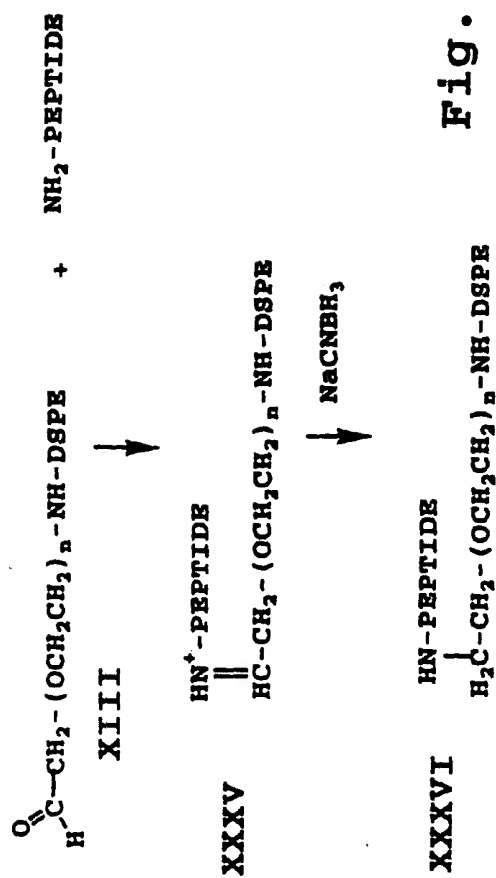 O
C-CH₂-(OCH₂CH₂)ₙ-NH-DSPE + NH₂-PEPTIDE
H
XIII
HN⁺-PEPTIDE
XXXV
HC-CH₂-(OCH₂CH₂)ₙ-NH-DSPE
NaCNBH₃
HN-PEPTIDE
XXXVI
H₂C-CH₂-(OCH₂CH₂)ₙ-NH-DSPE
Fig.